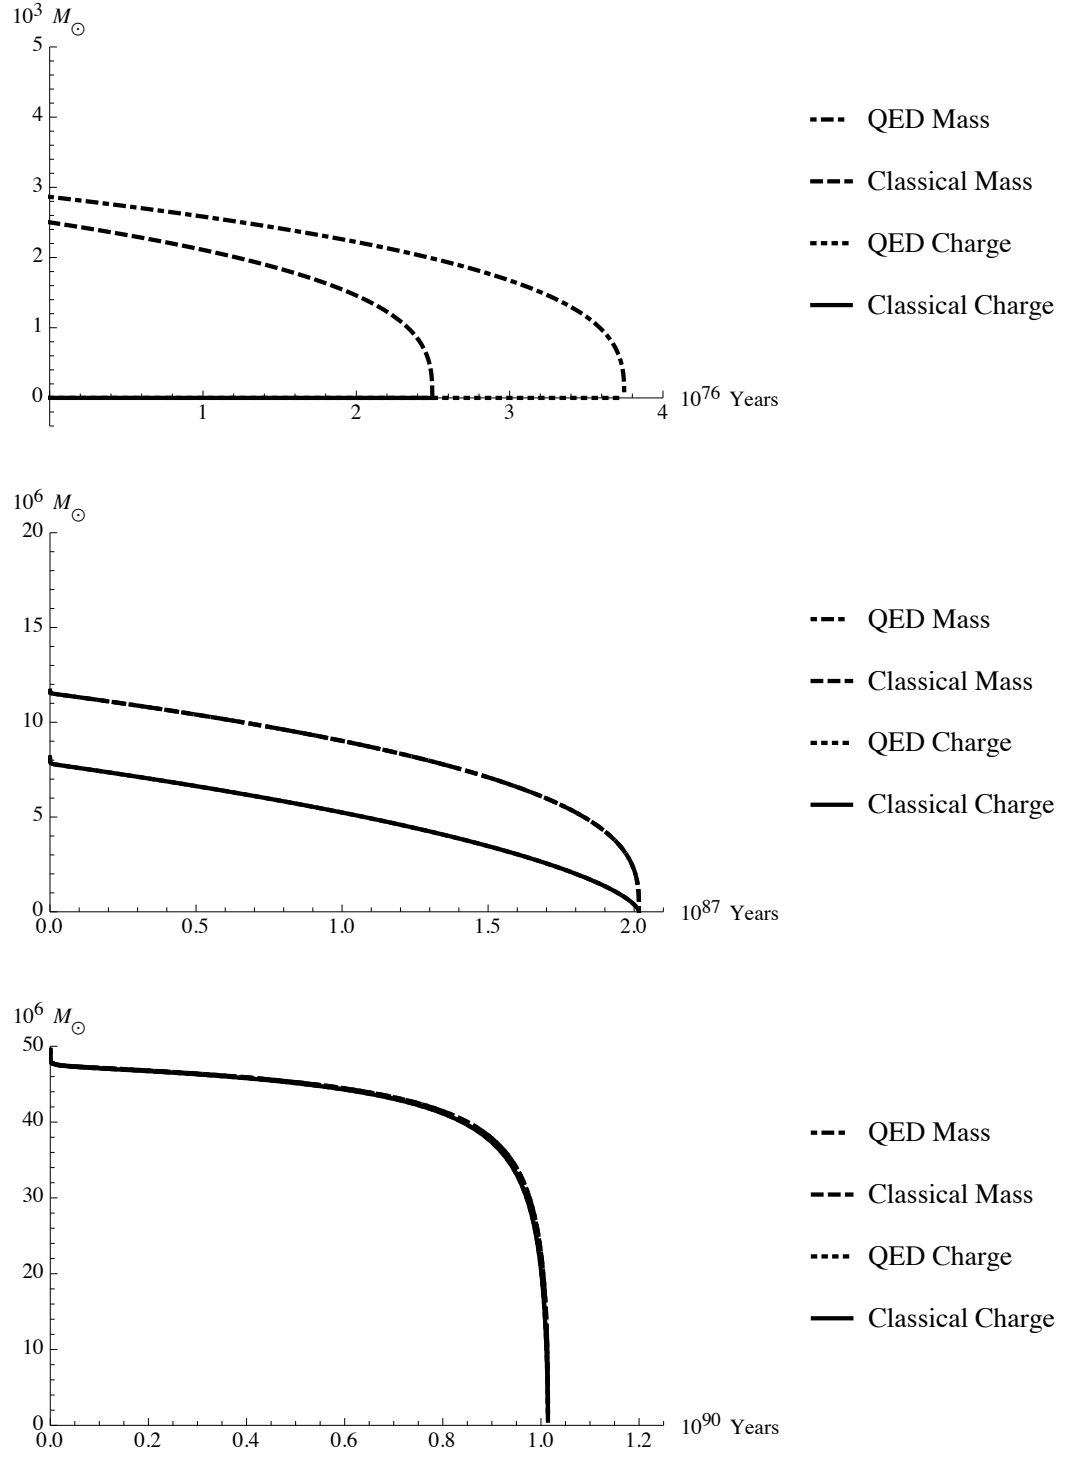 10³ M☉
5
4
3
2
1
0
1 2 3 4 10⁷⁶ Years
QED Mass
Classical Mass
QED Charge
Classical Charge
10⁶ M☉
20
15
10
5
0
0.0 0.5 1.0 1.5 2.0 10⁸⁷ Years
QED Mass
Classical Mass
QED Charge
Classical Charge
10⁶ M☉
50
40
30
20
10
0
0.0 0.2 0.4 0.6 0.8 1.0 1.2 10⁹⁰ Years
QED Mass
Classical Mass
QED Charge
Classical Charge